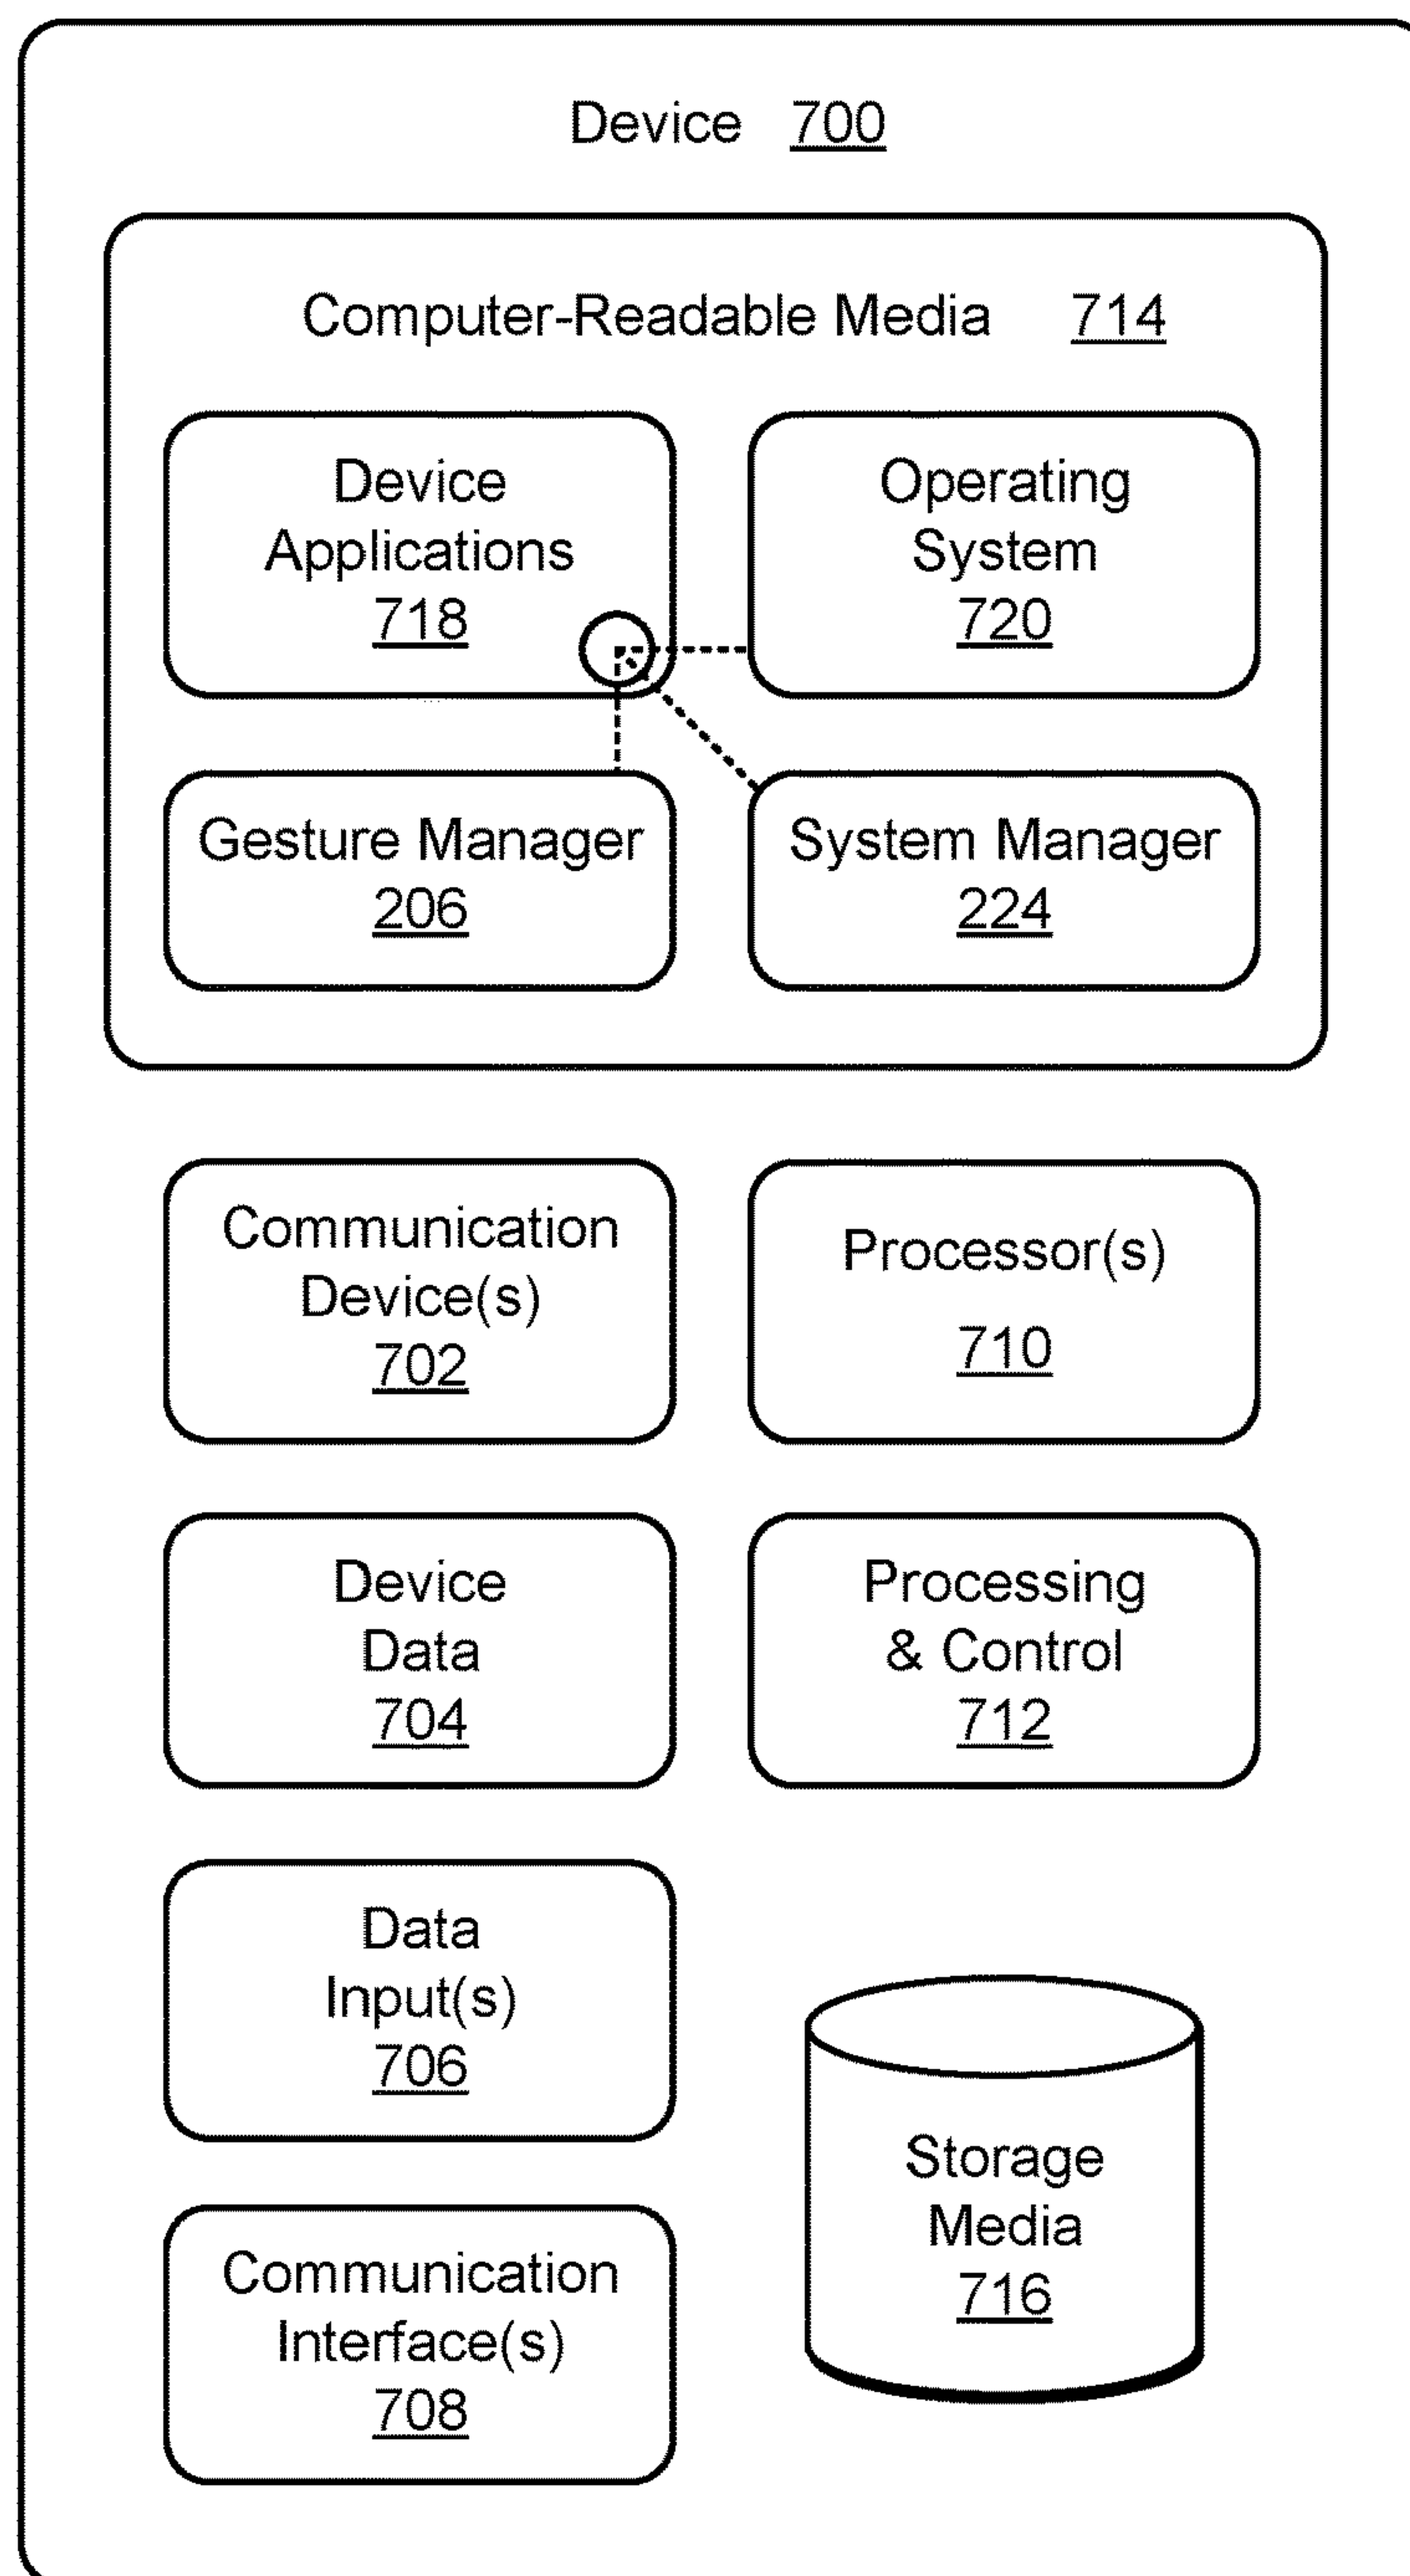 Device 700
Computer-Readable Media 714
Device
Applications
718
Operating
System
720
Gesture Manager
206
System Manager
224
Communication
Device(s)
702
Processor(s)
710
Device
Data
704
Processing
& Control
712
Data
Input(s)
706
Storage
Media
716
Communication
Interface(s)
708